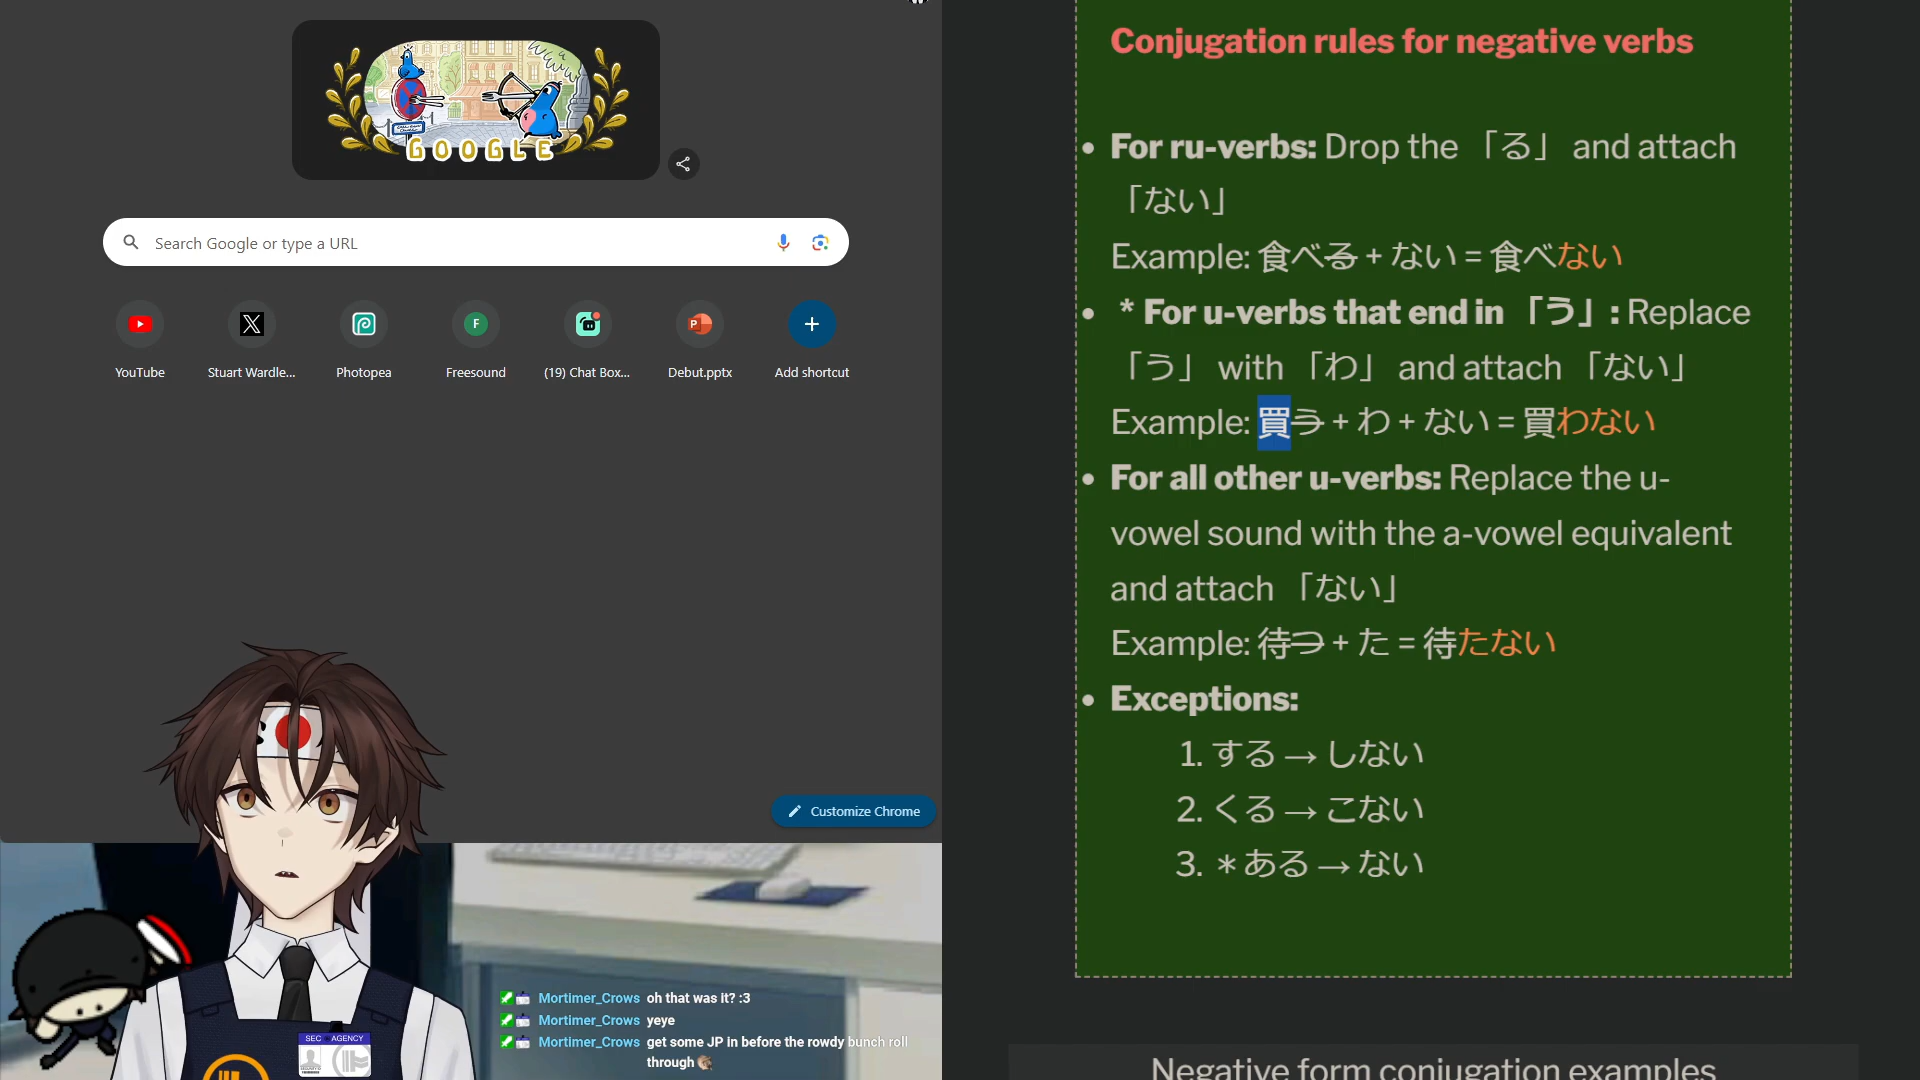 GOOGLE
Search Google or type a URL
YouTube
Stuart Wardle...
Photopea
F
Freesound
(19) Chat Box...
P
Debut.pptx
Add shortcut
Customize Chrome
SEC AGENCY
Mortimer_Crows oh that was it? :3
Mortimer_Crows yeye
Mortimer_Crows get some JP in before the rowdy bunch roll
through
Conjugation rules for negative verbs
• For ru-verbs: Drop the 「る」 and attach
「ない」
Example: 食べる + ない = 食べない
• * For u-verbs that end in 「う」: Replace
「う」 with 「わ」 and attach 「ない」
Example: 買う + わ + ない = 買わない
• For all other u-verbs: Replace the u-
vowel sound with the a-vowel equivalent
and attach 「ない」
Example: 待つ + た = 待たない
• Exceptions:
1. する → しない
2. くる → こない
3. *ある → ない
Negative form conjugation examples